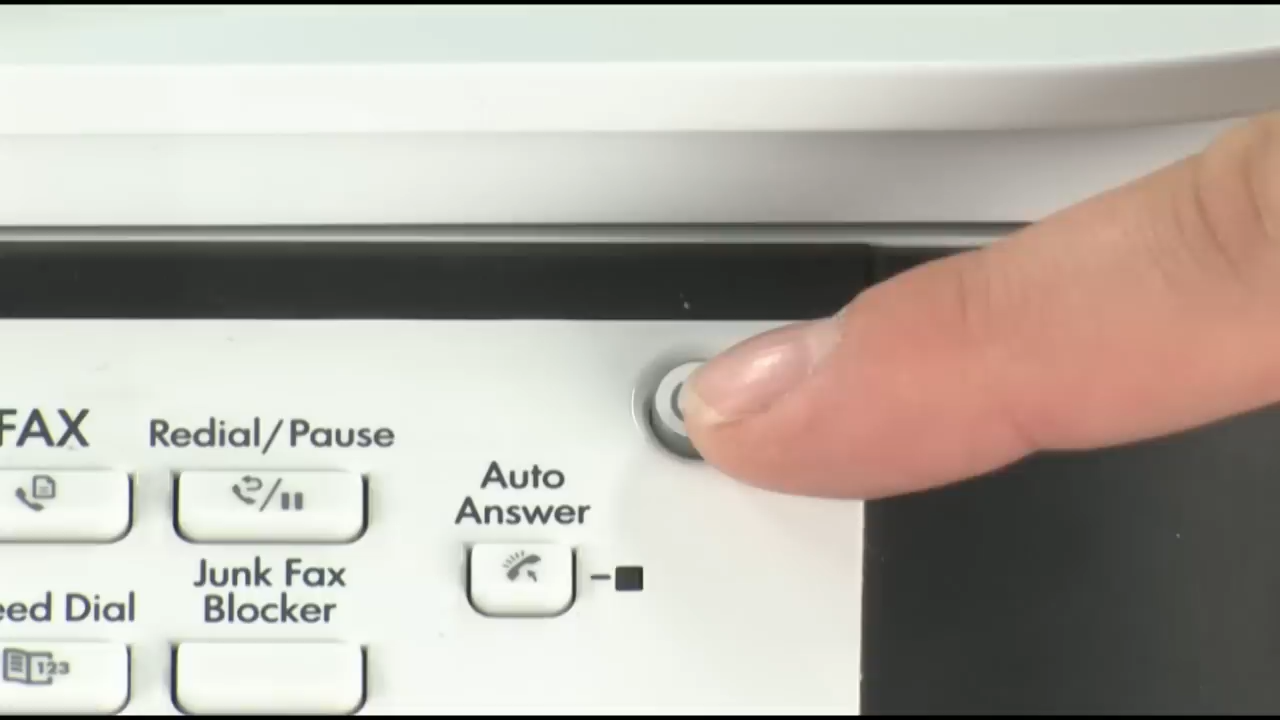 FAX
Redial/Pause
Auto
Answer
Junk Fax
Blocker
eed Dial
123